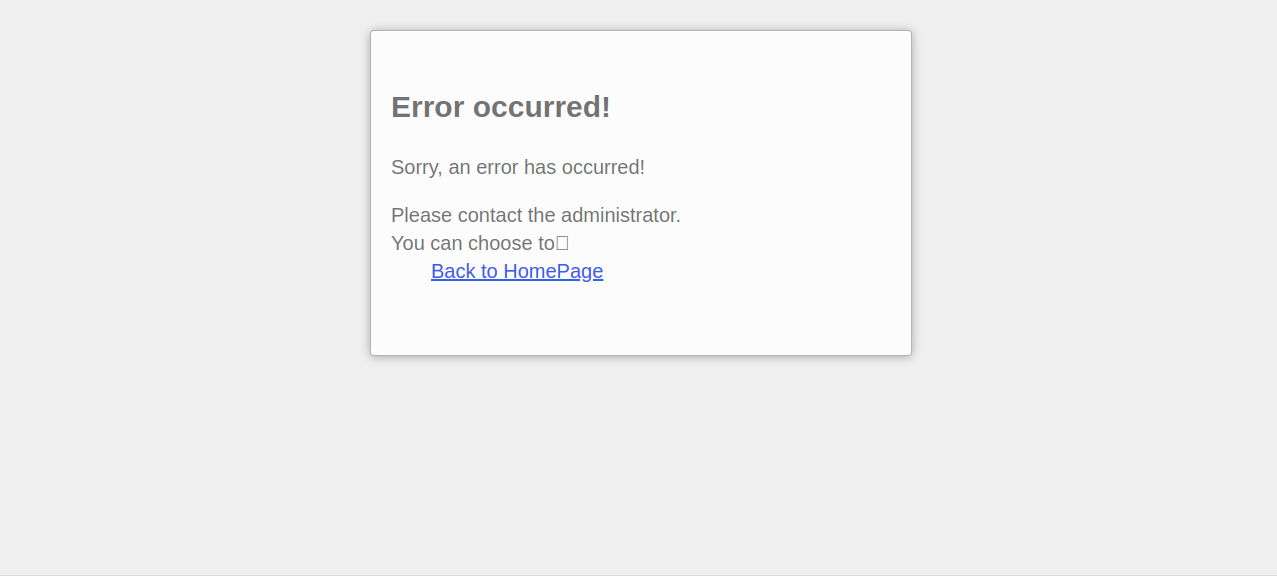 Error occurred!
Sorry, an error has occurred!
Please contact the administrator.
You can choose to
Back to HomePage